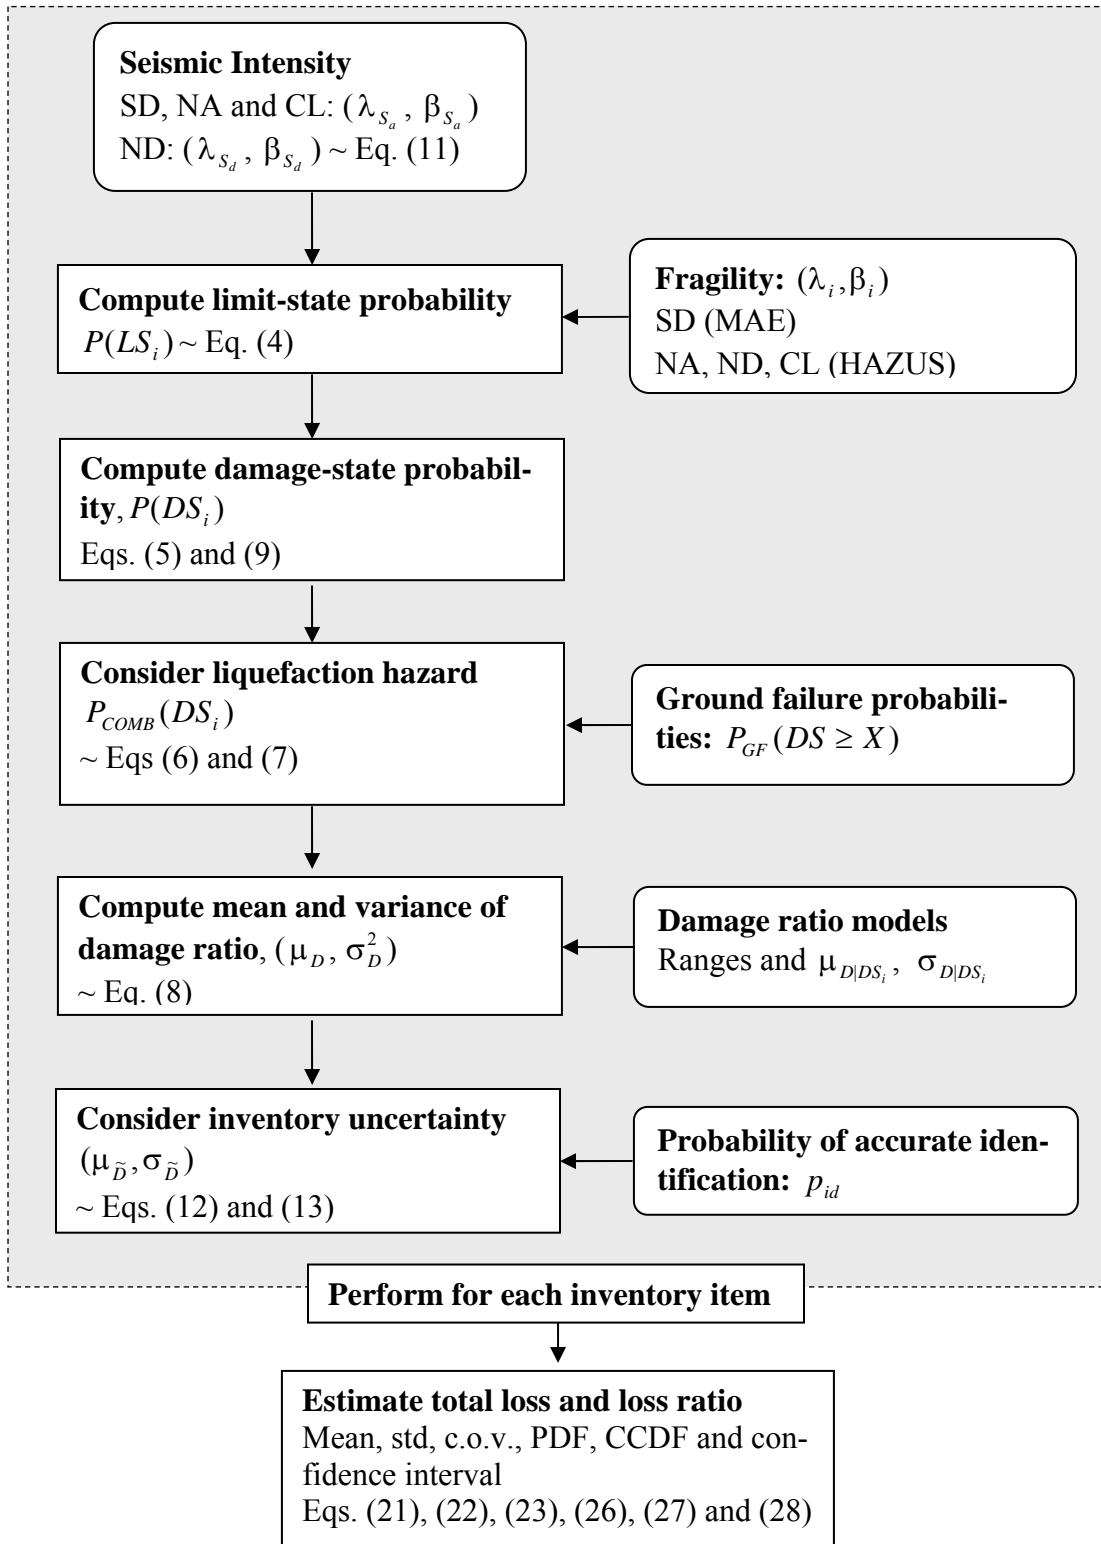 Seismic Intensity
SD, NA and CL: (λ_{S_a}, β_{S_a})
ND: (λ_{S_d}, β_{S_d}) ~ Eq. (11)
Compute limit-state probability
P(LS_i) ~ Eq. (4)
Fragility: (λ_i, β_i)
SD (MAE)
NA, ND, CL (HAZUS)
Compute damage-state probabil-
ity, P(DS_i)
Eqs. (5) and (9)
Consider liquefaction hazard
P_{COMB}(DS_i)
~ Eqs (6) and (7)
Ground failure probabili-
ties: P_{GF}(DS ≥ X)
Compute mean and variance of
damage ratio, (μ_D, σ_D^2)
~ Eq. (8)
Damage ratio models
Ranges and μ_{D|DS_i}, σ_{D|DS_i}
Consider inventory uncertainty
(μ_{D̃}, σ_{D̃})
~ Eqs. (12) and (13)
Probability of accurate iden-
tification: p_{id}
Perform for each inventory item
Estimate total loss and loss ratio
Mean, std, c.o.v., PDF, CCDF and con-
fidence interval
Eqs. (21), (22), (23), (26), (27) and (28)